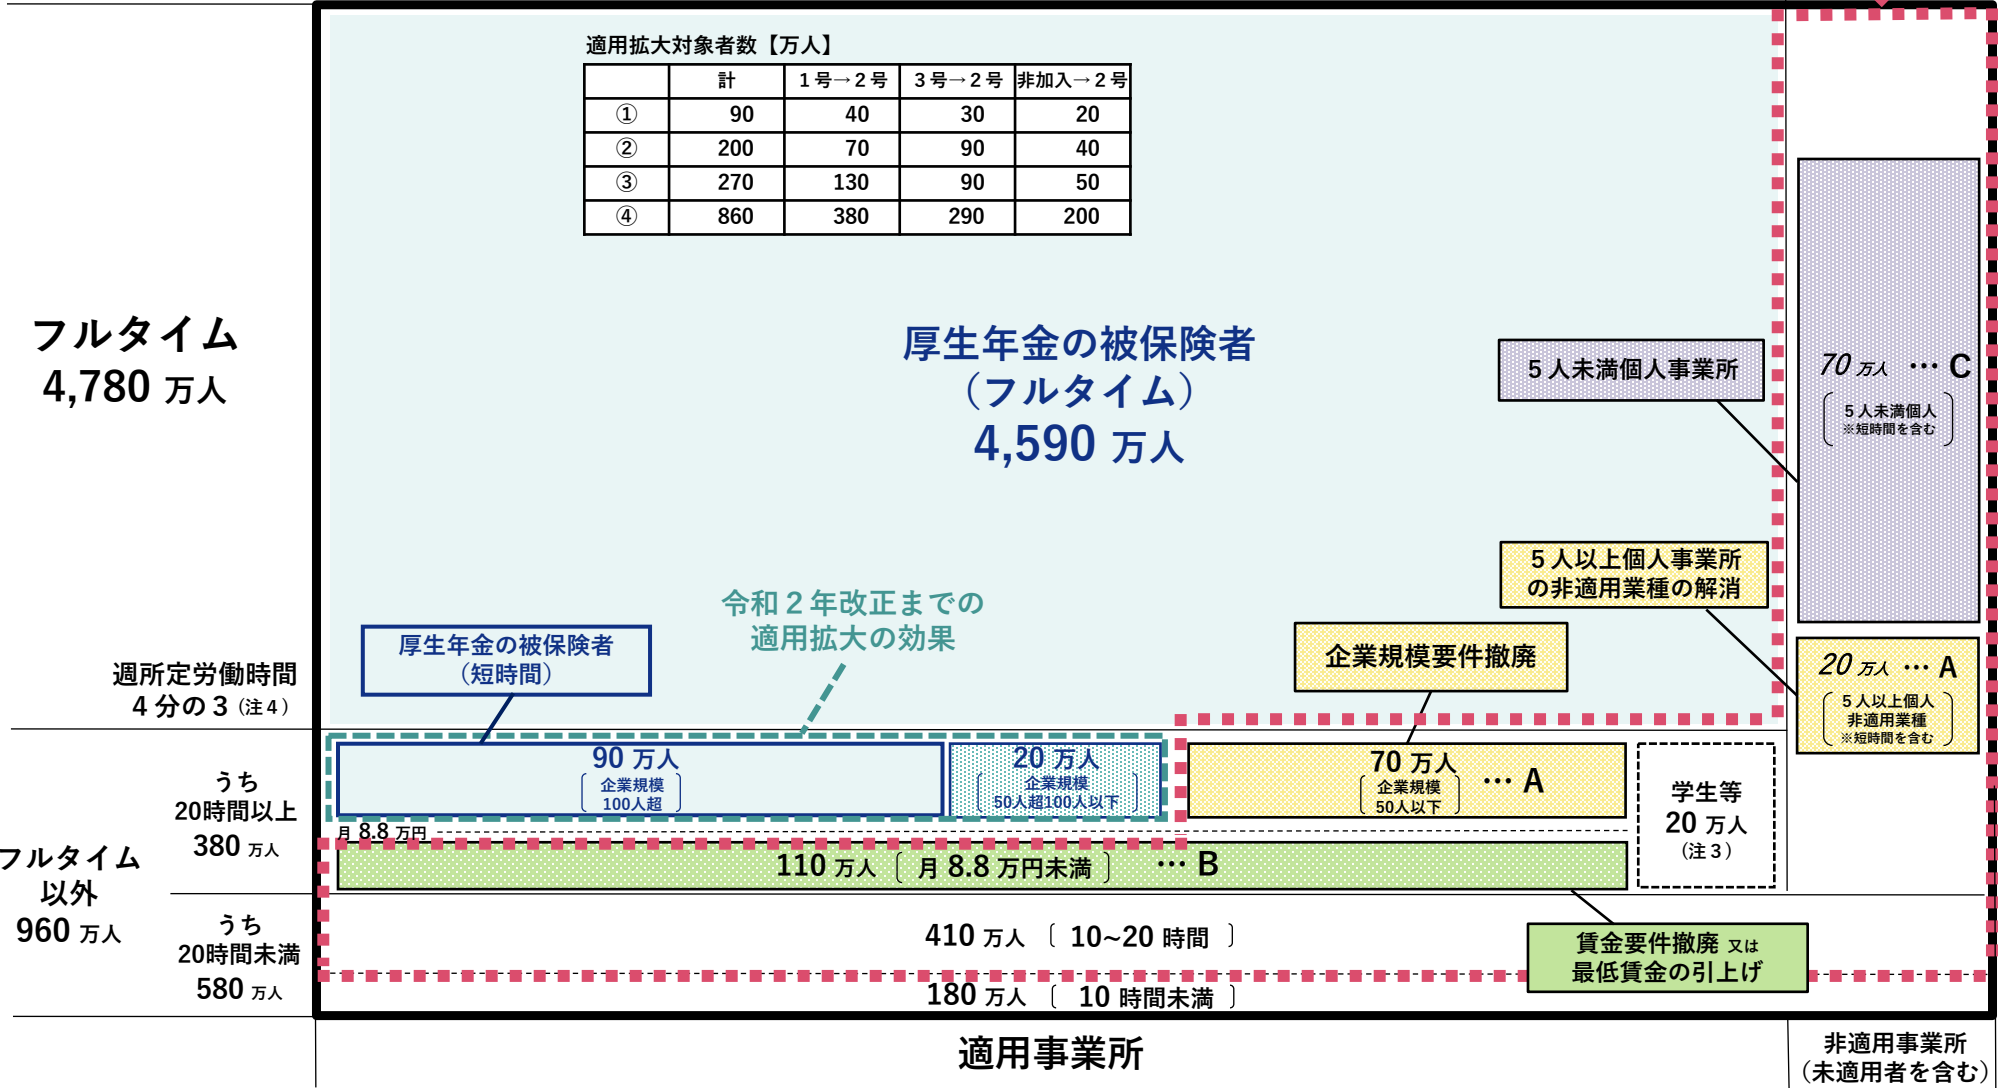 適用拡大対象者数【万人】
計 1号→2号 3号→2号 非加入→2号
① 90 40 30 20
② 200 70 90 40
③ 270 130 90 50
④ 860 380 290 200
フルタイム
4,780 万人
厚生年金の被保険者
（フルタイム）
4,590 万人
5人未満個人事業所
70 万人 … C
5人未満個人
※短時間を含む
5人以上個人事業所
の非適用業種の解消
20 万人 … A
5人以上個人
非適用業種
※短時間を含む
令和2年改正までの
適用拡大の効果
厚生年金の被保険者
（短時間）
企業規模要件撤廃
週所定労働時間
4分の3（注4）
90 万人
企業規模
100人超
20 万人
企業規模
50人超100人以下
70 万人 … A
企業規模
50人以下
学生等
20 万人
（注3）
うち
20時間以上
380 万人
月 8.8 万円
110 万人〔 月 8.8 万円未満 〕 … B
フルタイム
以外
960 万人
うち
20時間未満
580 万人
410 万人〔 10~20 時間 〕
賃金要件撤廃 又は
最低賃金の引上げ
180 万人〔 10 時間未満 〕
適用事業所
非適用事業所
（未適用者を含む）